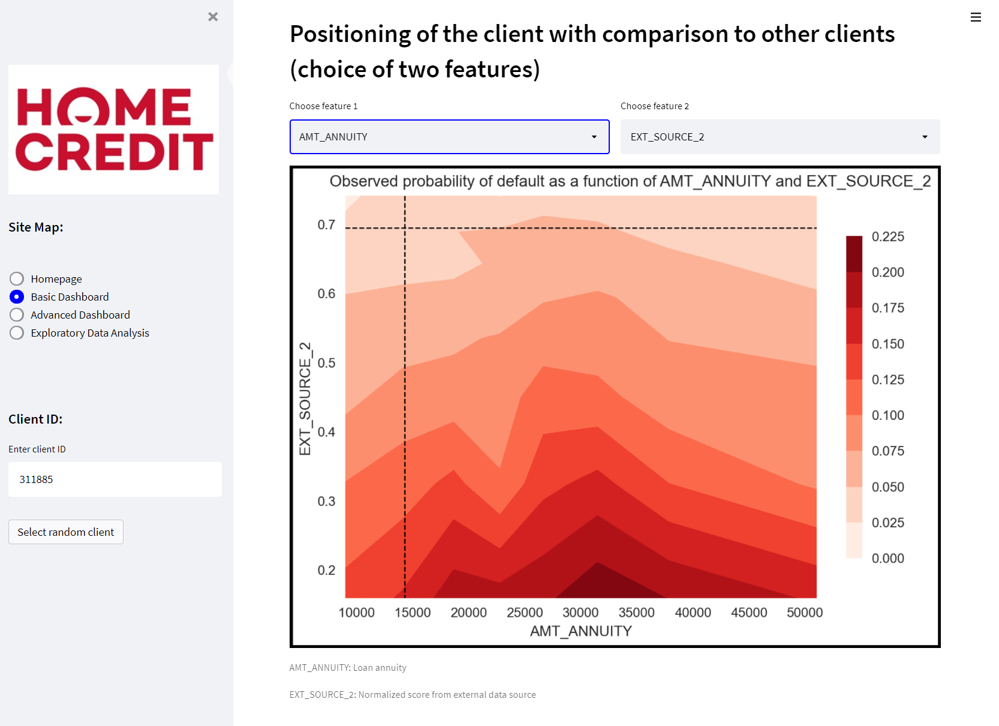 ×
HOME
CREDIT
Site Map:
Homepage
Basic Dashboard
Advanced Dashboard
Exploratory Data Analysis
Client ID:
Enter client ID
311885
Select random client
Positioning of the client with comparison to other clients
(choice of two features)
Choose feature 1
Choose feature 2
AMT_ANNUITY
EXT_SOURCE_2
Observed probability of default as a function of AMT_ANNUITY and EXT_SOURCE_2
EXT_SOURCE_2
0.7
0.6
0.5
0.4
0.3
0.2
10000 15000 20000 25000 30000 35000 40000 45000 50000
AMT_ANNUITY
0.225
0.200
0.175
0.150
0.125
0.100
0.075
0.050
0.025
0.000
AMT_ANNUITY: Loan annuity
EXT_SOURCE_2: Normalized score from external data source